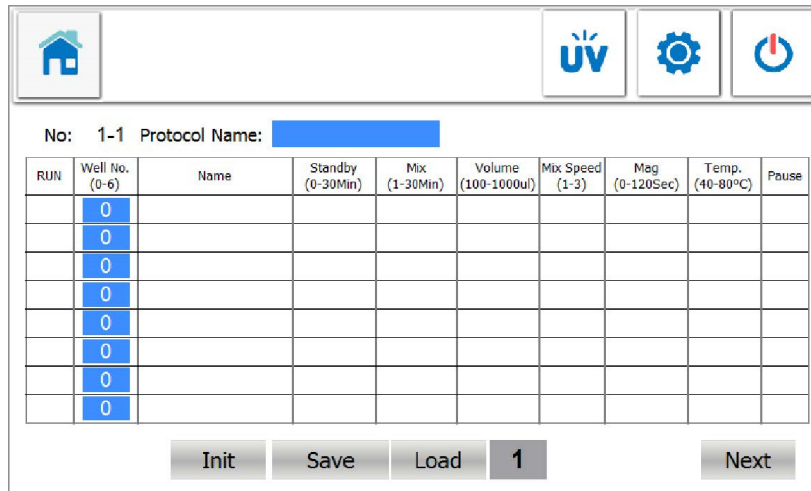 UV
No: 1-1 Protocol Name:
RUN Well No. (0-6) Name Standby (0-30Min) Mix (1-30Min) Volume (100-1000ul) Mix Speed (1-3) Mag (0-120Sec) Temp. (40-80°C) Pause
0
0
0
0
0
0
0
0
Init Save Load 1 Next